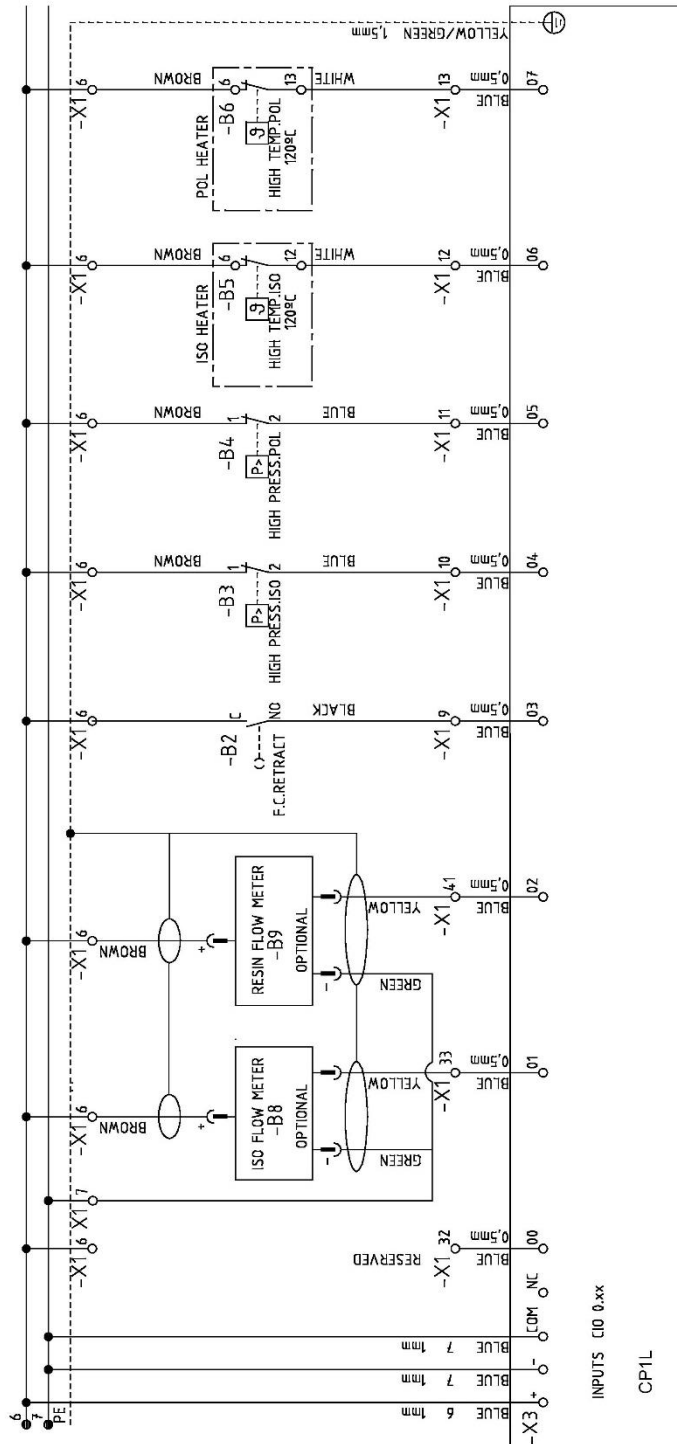 6
7
PE
BLUE 6 1mm
BLUE 7 1mm
BLUE 7 1mm
-X3
+
-
COM
NC
-X1 6
RESERVED
-X1 32
BLUE 0,5mm
00
-X1 7
-X1 6
BROWN
+
ISO FLOW METER
-B8
OPTIONAL
-
GREEN
YELLOW
-X1 33
BLUE 0,5mm
01
-X1 6
BROWN
+
RESIN FLOW METER
-B9
OPTIONAL
-
GREEN
YELLOW
-X1 41
BLUE 0,5mm
02
-X1 6
-B2
C
NO
F.C.RETRACT
BLACK
-X1 9
BLUE 0,5mm
03
-X1 6
BROWN
-B3
1
P>
2
HIGH PRESS.ISO
BLUE
-X1 10
BLUE 0,5mm
04
-X1 6
BROWN
-B4
1
P>
2
HIGH PRESS.POL
BLUE
-X1 11
BLUE 0,5mm
05
-X1 6
BROWN
ISO HEATER
-B5
6
ϑ
HIGH TEMP.ISO
120ºC
12
WHITE
-X1 12
BLUE 0,5mm
06
-X1 6
BROWN
POL HEATER
-B6
6
ϑ
HIGH TEMP.POL
120ºC
13
WHITE
-X1 13
BLUE 0,5mm
07
YELLOW/GREEN 1,5mm
INPUTS CIO 0.xx
CP1L